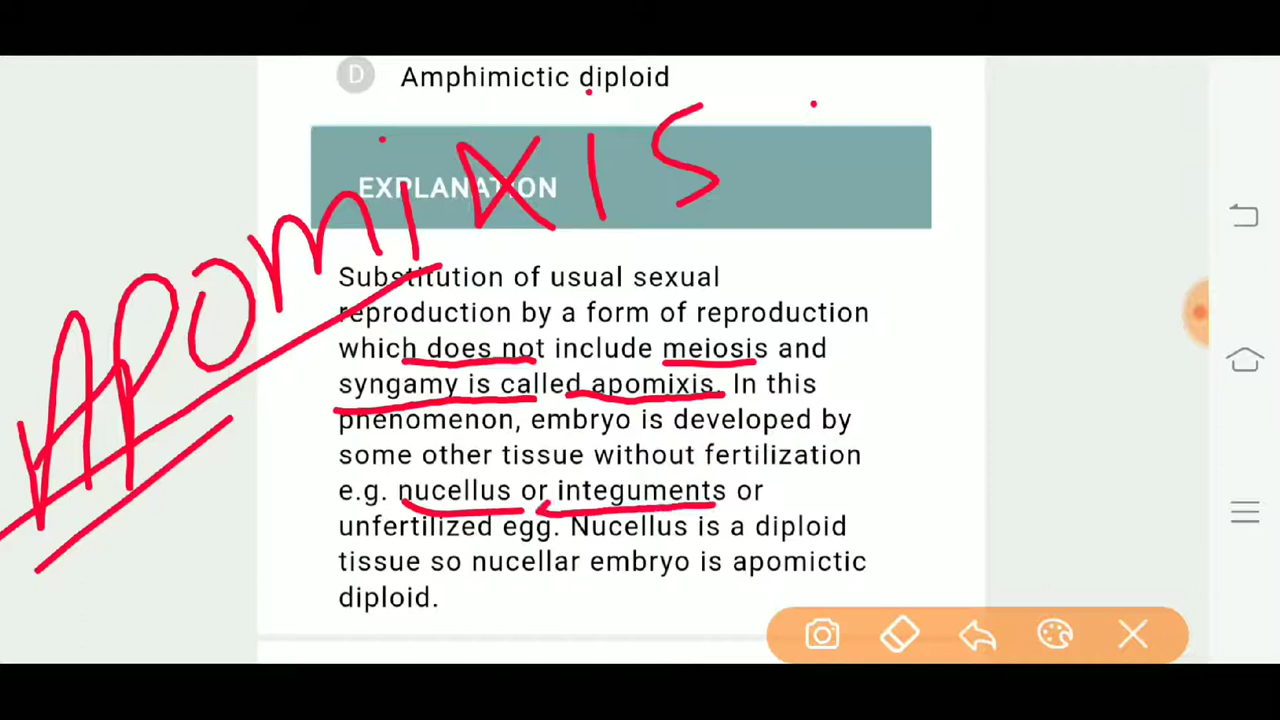 D Amphimictic diploid
APOMiXiS
EXPLANATION
Substitution of usual sexual
reproduction by a form of reproduction
which does not include meiosis and
syngamy is called apomixis. In this
phenomenon, embryo is developed by
some other tissue without fertilization
e.g. nucellus or integuments or
unfertilized egg. Nucellus is a diploid
tissue so nucellar embryo is apomictic
diploid.